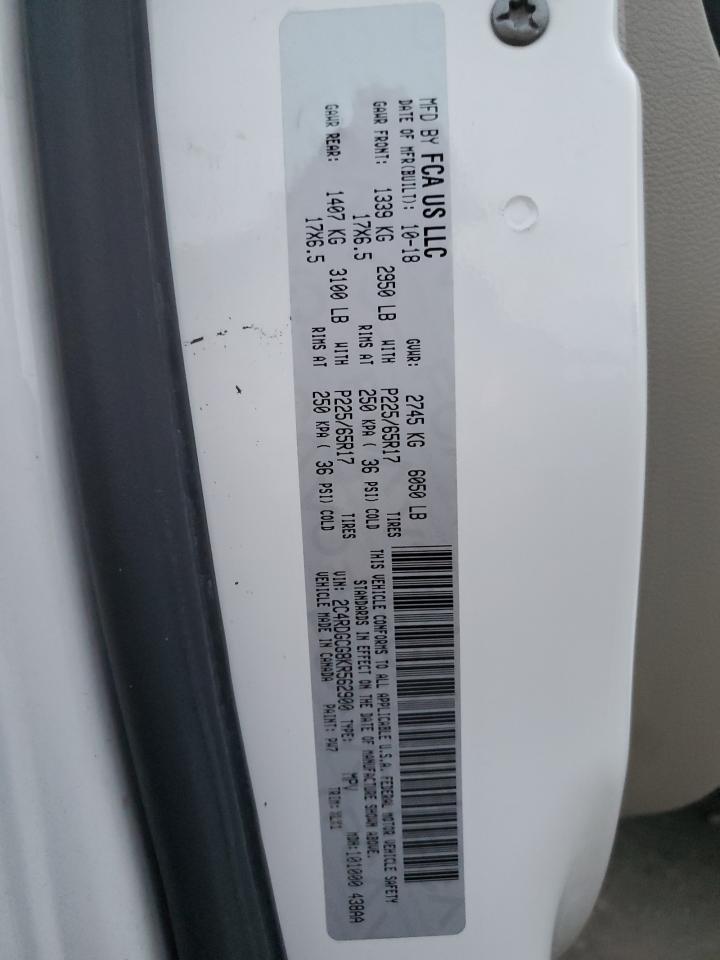 MFD BY FCA US LLC
DATE OF MFR(BUILT): 10-18 GVWR: 2745 KG 6050 LB
GAWR FRONT: 1339 KG 2950 LB WITH P225/65R17 TIRES
17X6.5 RIMS AT 250 KPA ( 36 PSI) COLD
GAWR REAR: 1407 KG 3100 LB WITH P225/65R17 TIRES
17X6.5 RIMS AT 250 KPA ( 36 PSI) COLD
THIS VEHICLE CONFORMS TO ALL APPLICABLE U.S.A. FEDERAL MOTOR VEHICLE SAFETY
STANDARDS IN EFFECT ON THE DATE OF MANUFACTURE SHOWN ABOVE.
VIN: 2C4RDGCG8KR562900 TYPE: MPV MDH:101000 438AA
VEHICLE MADE IN CANADA PAINT: PW7 TRIM: